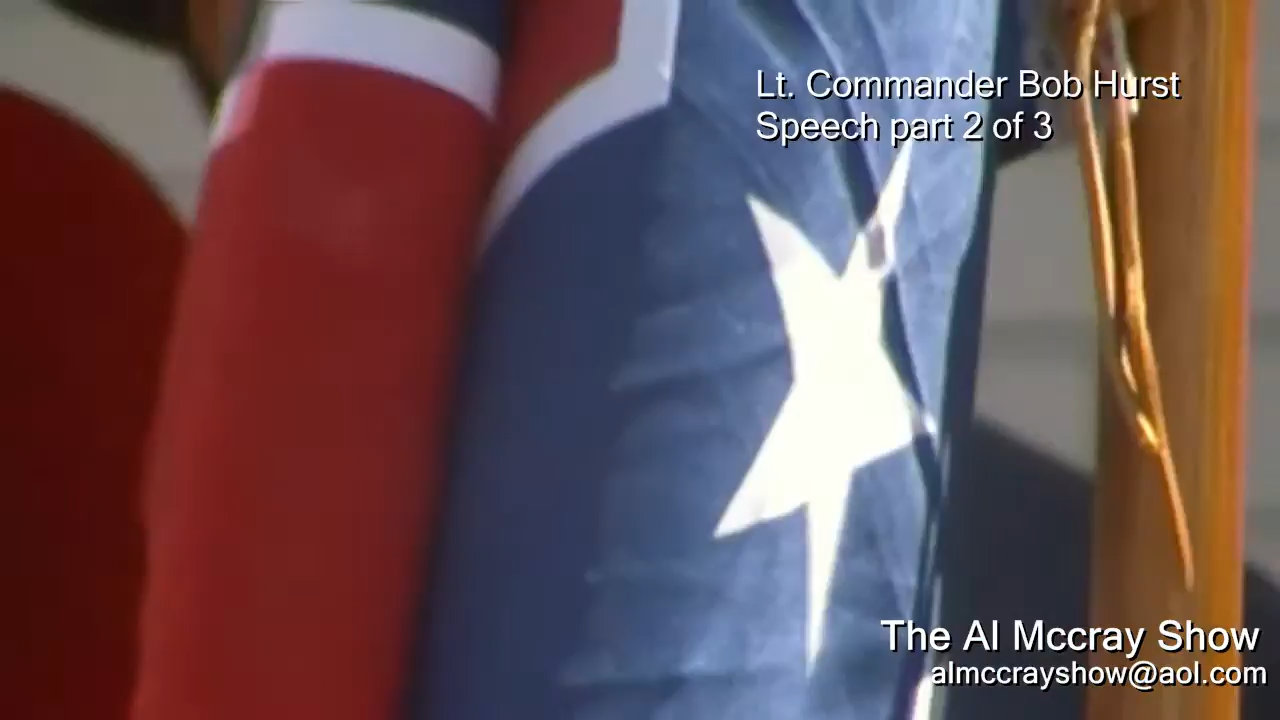 Lt. Commander Bob Hurst
Speech part 2 of 3
The Al Mccray Show
almccrayshow@aol.com